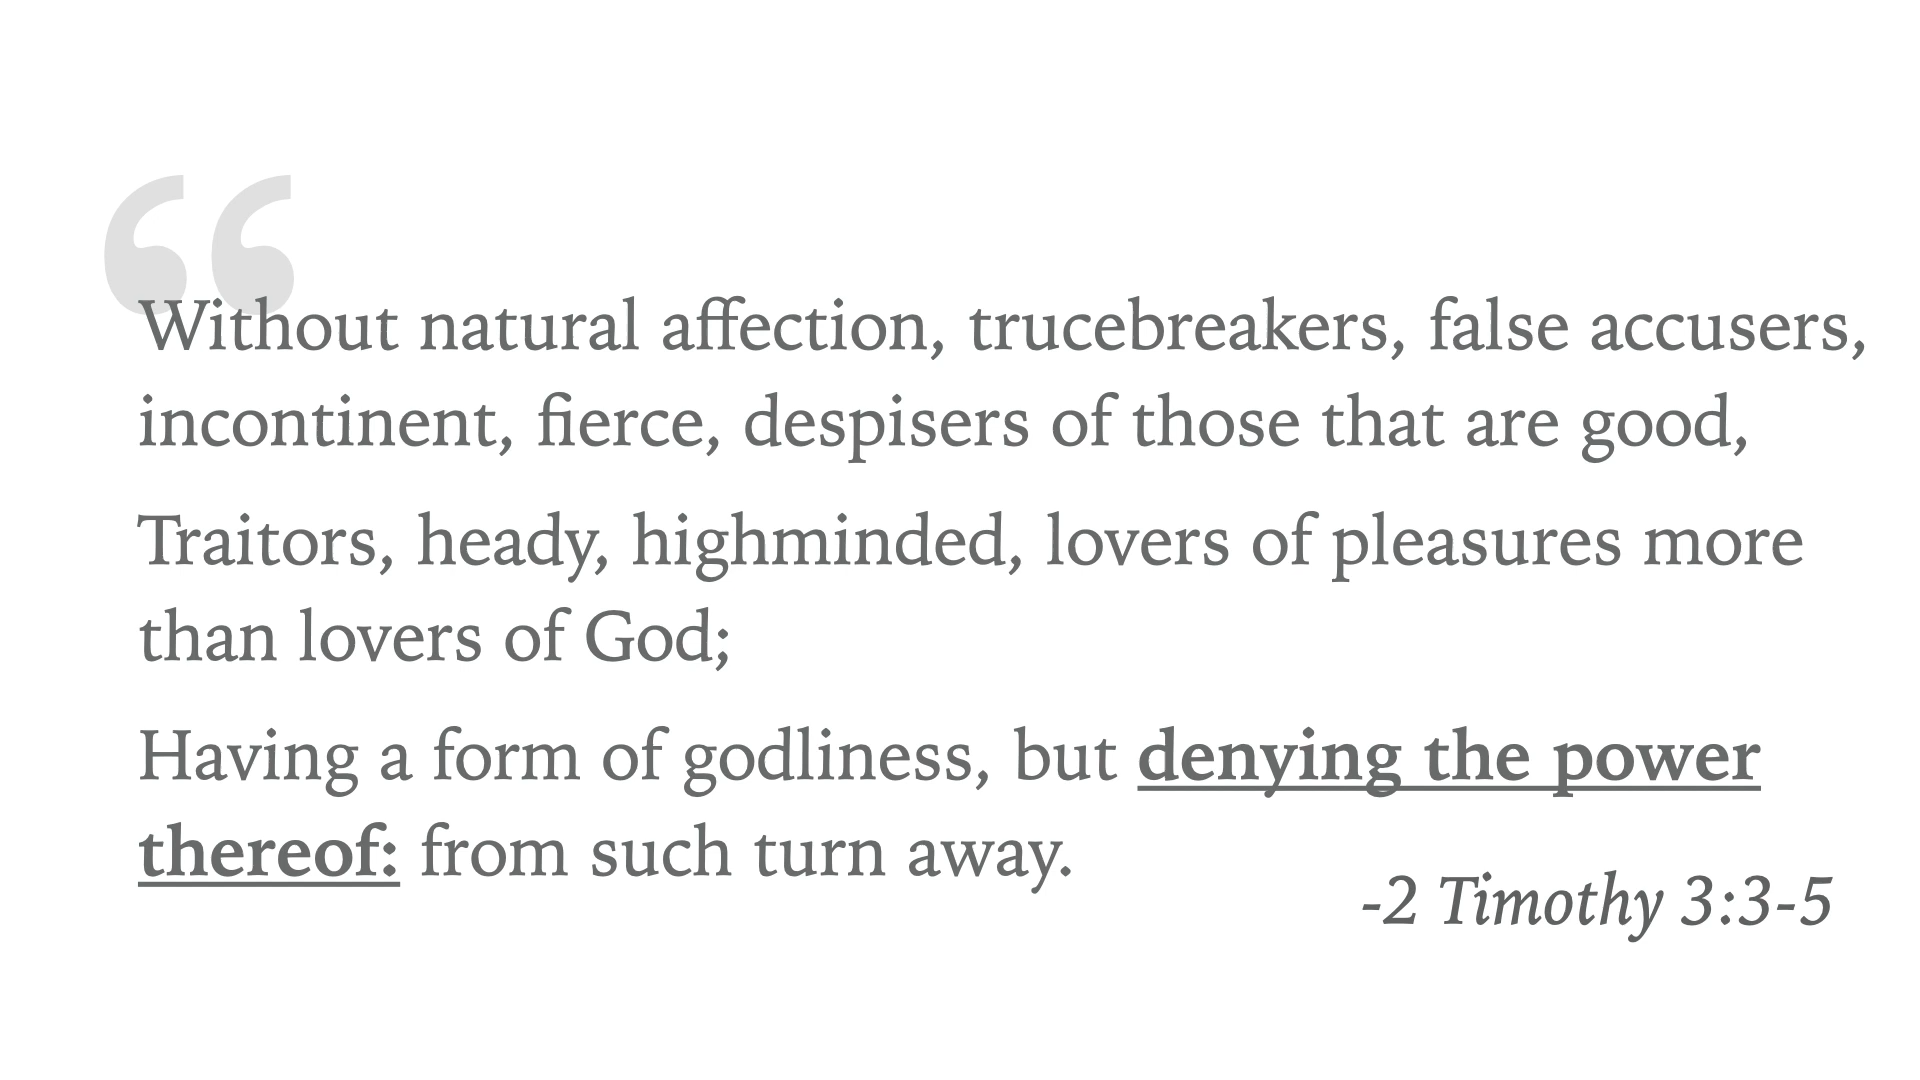 “
Without natural affection, trucebreakers, false accusers,
incontinent, fierce, despisers of those that are good,
Traitors, heady, highminded, lovers of pleasures more
than lovers of God;
Having a form of godliness, but denying the power
thereof: from such turn away.
-2 Timothy 3:3-5